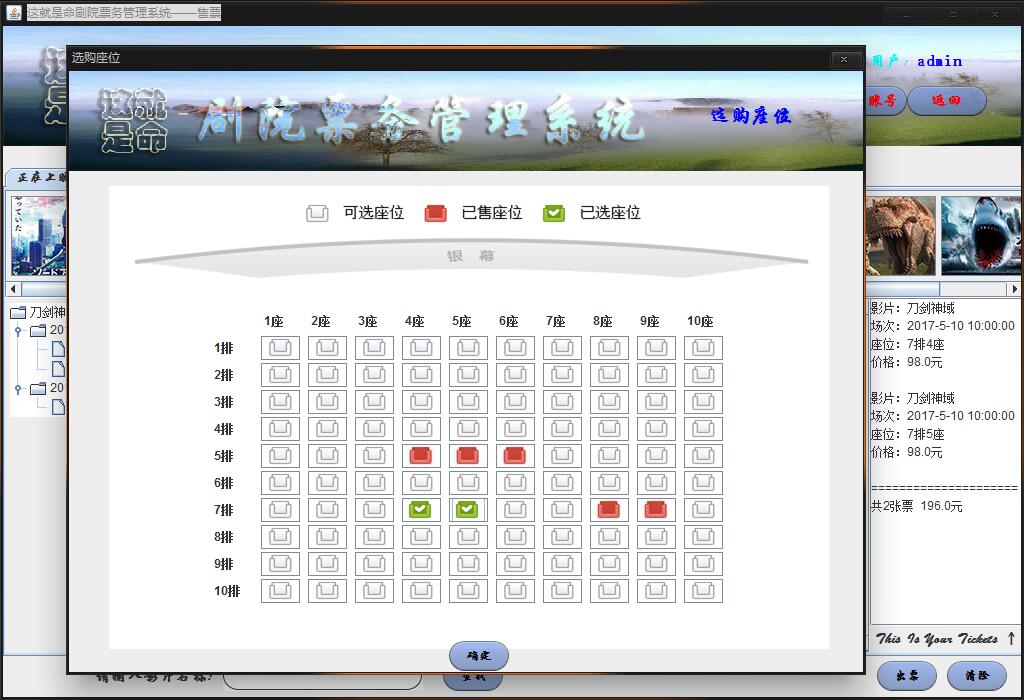 这就是命剧院票务管理系统——售票
选购座位
这就
是命
剧院票务管理系统
选购座位
用户：admin
账号
返回
正在上映
可选座位 已售座位 已选座位
银 幕
1座 2座 3座 4座 5座 6座 7座 8座 9座 10座
1排
2排
3排
4排
5排
6排
7排
8排
9排
10排
确定
刀剑神
20
20
影片：刀剑神域
场次：2017-5-10 10:00:00
座位：7排4座
价格：98.0元
影片：刀剑神域
场次：2017-5-10 10:00:00
座位：7排5座
价格：98.0元
======================
共2张票 196.0元
This Is Your Tickets ↑
出票
清除